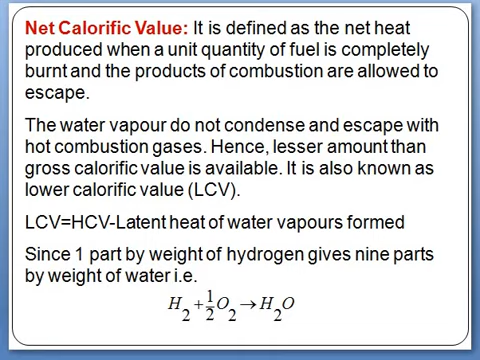 Net Calorific Value: It is defined as the net heat
produced when a unit quantity of fuel is completely
burnt and the products of combustion are allowed to
escape.
The water vapour do not condense and escape with
hot combustion gases. Hence, lesser amount than
gross calorific value is available. It is also known as
lower calorific value (LCV).
LCV=HCV-Latent heat of water vapours formed
Since 1 part by weight of hydrogen gives nine parts
by weight of water i.e.
H₂ + ½ O₂ → H₂O